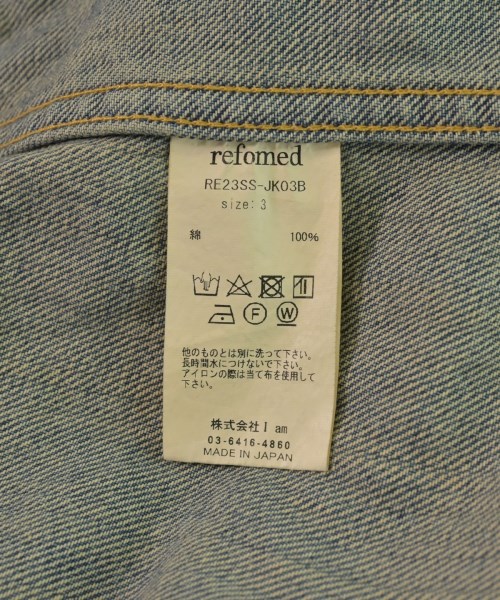 refomed
RE23SS-JK03B
size: 3
綿 100%
F W
他のものとは別に洗って下さい。
長時間水につけないで下さい。
アイロンの際は当て布を使用して
下さい。
株式会社I am
03-6416-4860
MADE IN JAPAN